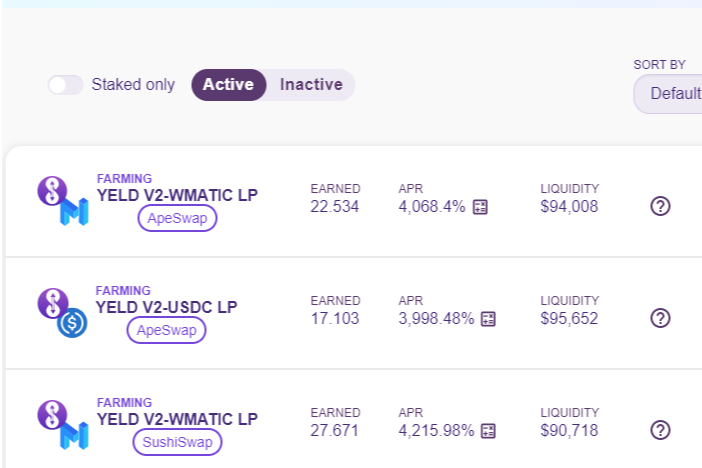 SORT BY
Staked only Active Inactive Default
FARMING
YELD V2-WMATIC LP
ApeSwap
EARNED APR LIQUIDITY
22.534 4,068.4% $94,008
FARMING
YELD V2-USDC LP
ApeSwap
EARNED APR LIQUIDITY
17.103 3,998.48% $95,652
FARMING
YELD V2-WMATIC LP
SushiSwap
EARNED APR LIQUIDITY
27.671 4,215.98% $90,718